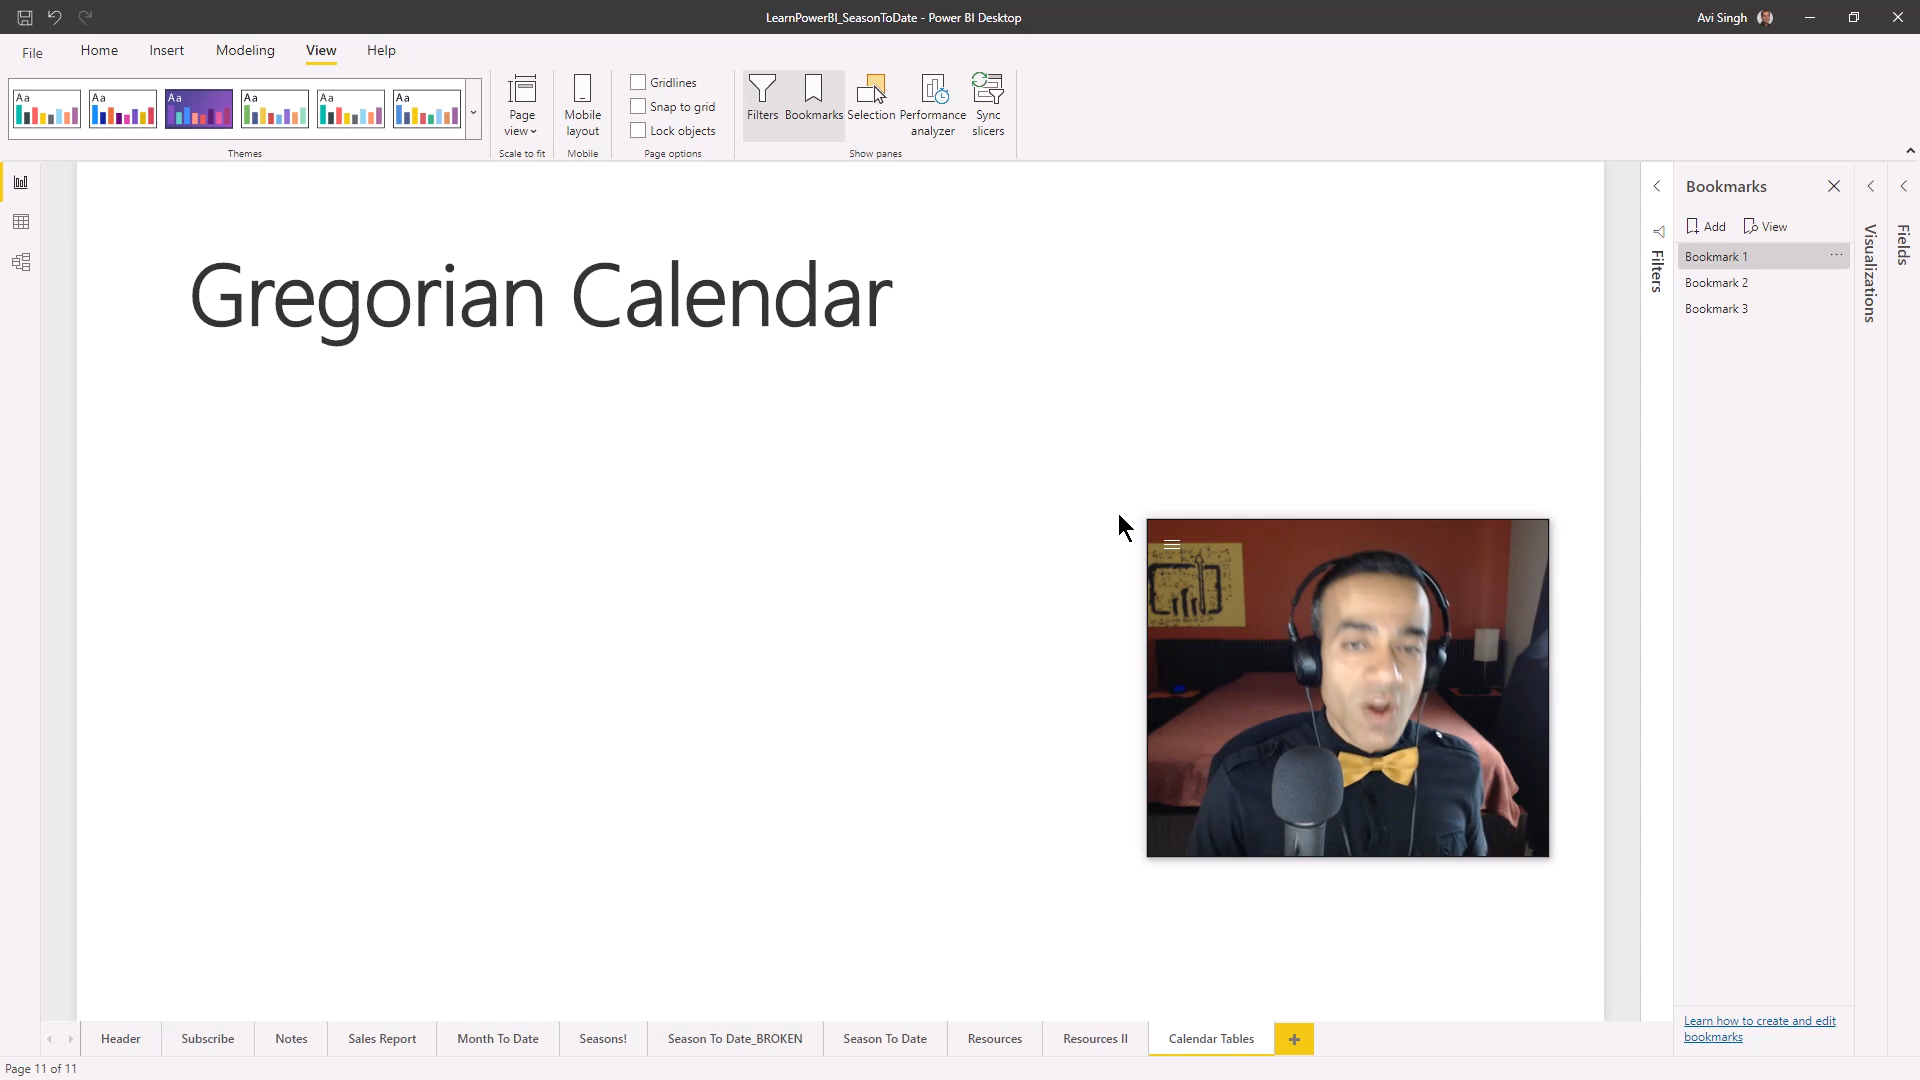 LearnPowerBI_SeasonToDate - Power BI Desktop
Avi Singh
File
Home
Insert
Modeling
View
Help
Aa
Aa
Aa
Aa
Aa
Aa
Themes
Page
view
Scale to fit
Mobile
layout
Mobile
Gridlines
Snap to grid
Lock objects
Page options
Filters
Bookmarks
Selection
Performance
analyzer
Sync
slicers
Show panes
Gregorian Calendar
Filters
Bookmarks
Add
View
Bookmark 1
Bookmark 2
Bookmark 3
Learn how to create and edit
bookmarks
Visualizations
Fields
Header
Subscribe
Notes
Sales Report
Month To Date
Seasons!
Season To Date_BROKEN
Season To Date
Resources
Resources II
Calendar Tables
Page 11 of 11